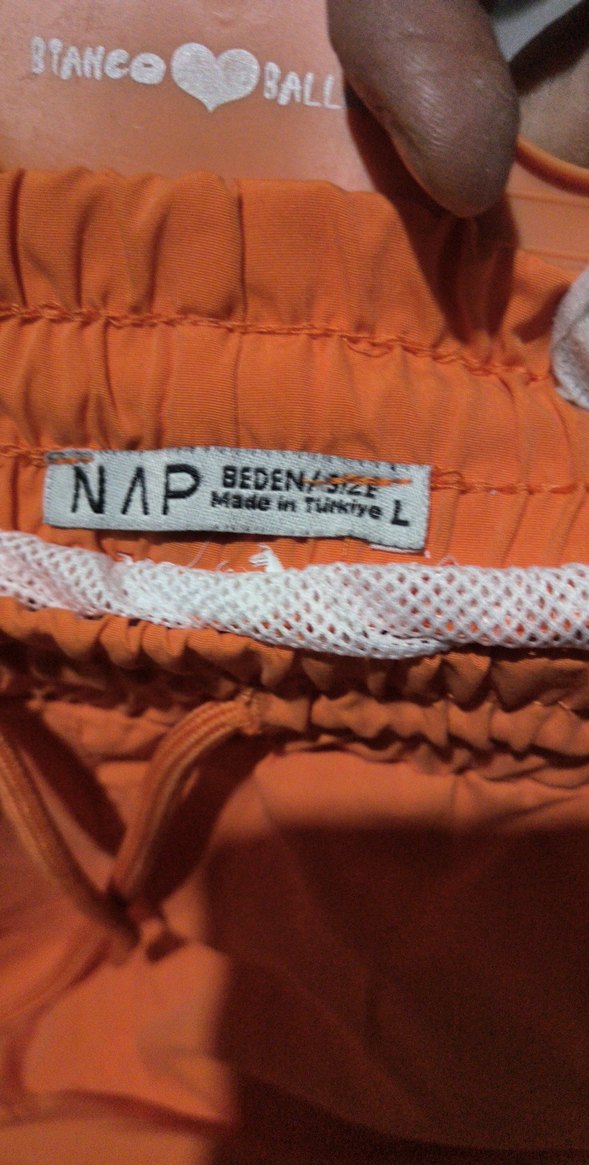 BIANCO BALL
NAP BEDEN/SIZE
Made in Türkiye L